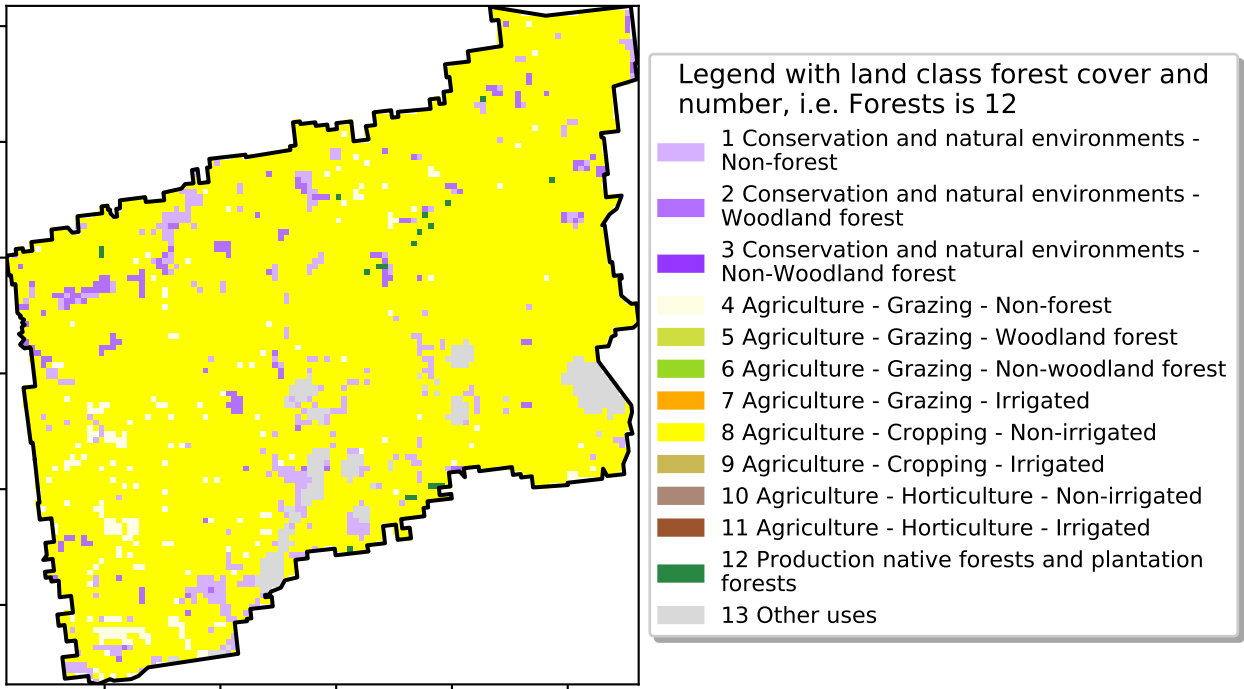 Legend with land class forest cover and
number, i.e. Forests is 12
1 Conservation and natural environments -
Non-forest
2 Conservation and natural environments -
Woodland forest
3 Conservation and natural environments -
Non-Woodland forest
4 Agriculture - Grazing - Non-forest
5 Agriculture - Grazing - Woodland forest
6 Agriculture - Grazing - Non-woodland forest
7 Agriculture - Grazing - Irrigated
8 Agriculture - Cropping - Non-irrigated
9 Agriculture - Cropping - Irrigated
10 Agriculture - Horticulture - Non-irrigated
11 Agriculture - Horticulture - Irrigated
12 Production native forests and plantation
forests
13 Other uses